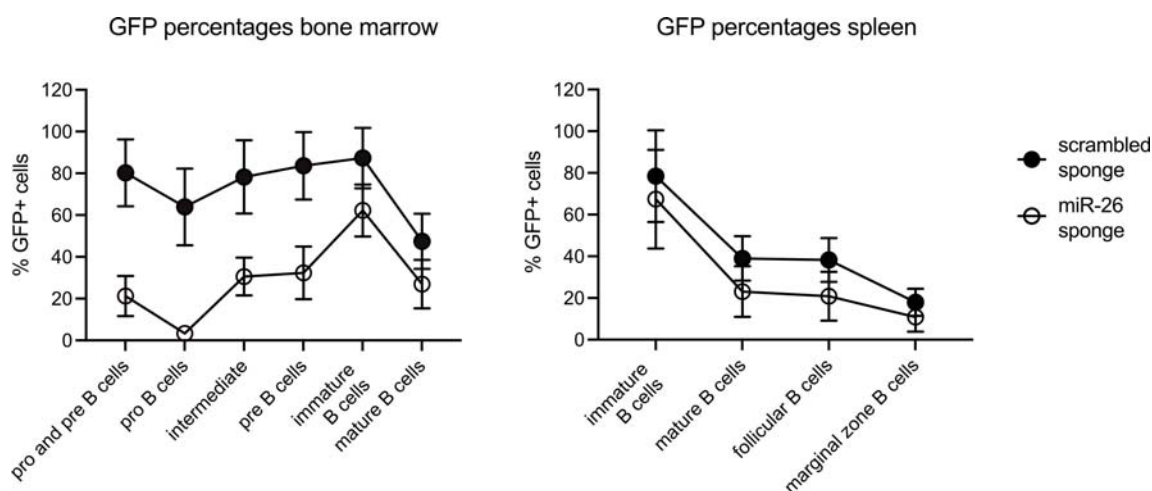 GFP percentages bone marrow
% GFP+ cells
120
100
80
60
40
20
0
pro and pre B cells
pro B cells
intermediate
pre B cells
immature
B cells
mature B cells
GFP percentages spleen
% GFP+ cells
120
100
80
60
40
20
0
immature
B cells
mature B cells
follicular B cells
marginal zone B cells
scrambled
sponge
miR-26
sponge